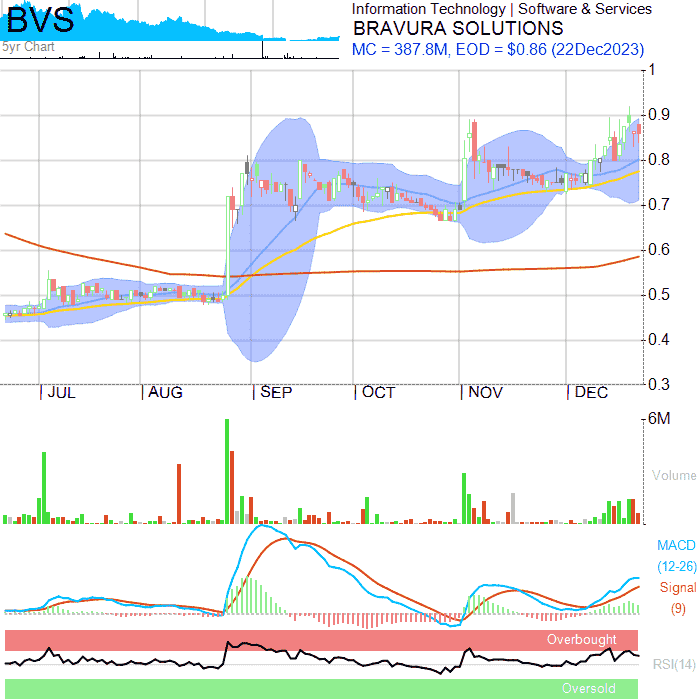 BVS
Information Technology | Software & Services
BRAVURA SOLUTIONS
5yr Chart
MC = 387.8M, EOD = $0.86 (22Dec2023)
1
0.9
0.8
0.7
0.6
0.5
0.4
0.3
JUL AUG SEP OCT NOV DEC
6M
Volume
MACD
(12-26)
Signal
(9)
Overbought
RSI(14)
Oversold